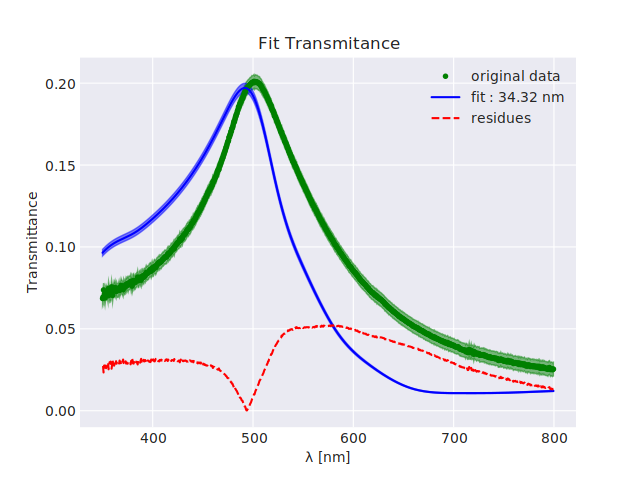 Fit Transmitance
original data
fit : 34.32 nm
residues
Transmittance
0.20
0.15
0.10
0.05
0.00
400
500
600
700
800
λ [nm]